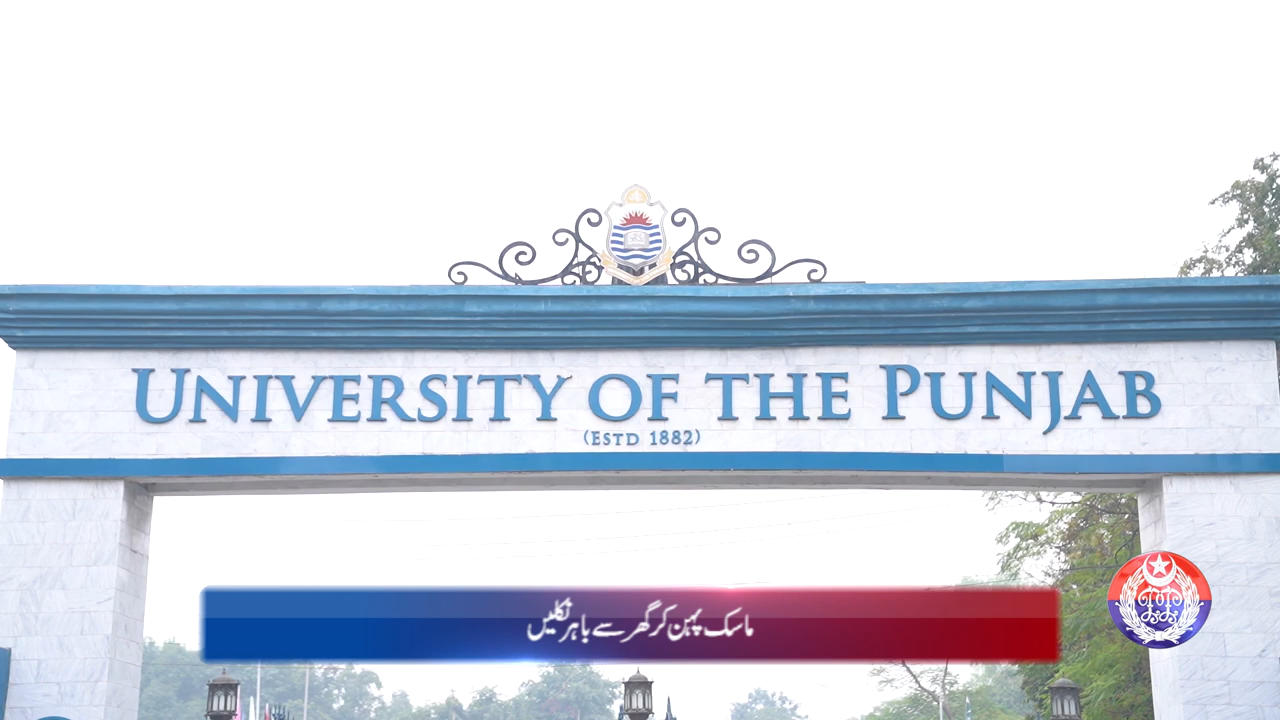 UNIVERSITY OF THE PUNJAB
(ESTD 1882)
ماسک پہن کر گھر سے باہر نکلیں